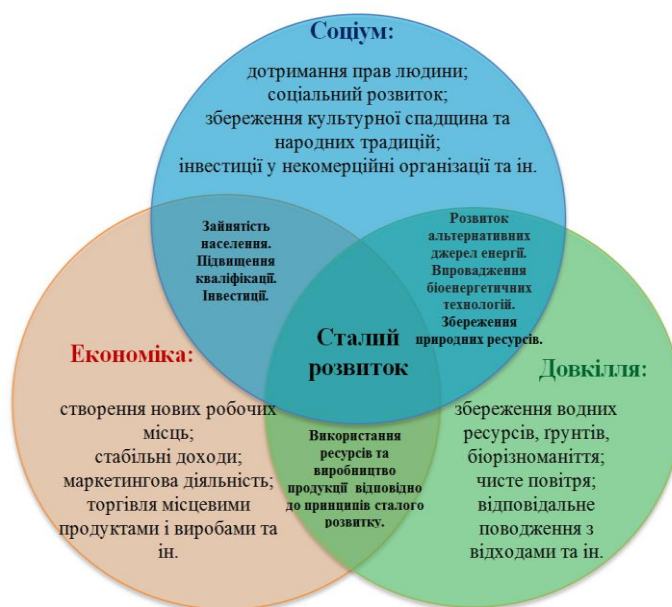 Соціум:
дотримання прав людини;
соціальний розвиток;
збереження культурної спадщина та
народних традицій;
інвестиції у некомерційні організації та ін.
Зайнятість
населення.
Підвищення
кваліфікації.
Інвестиції.
Розвиток
альтернативних
джерел енергії.
Впровадження
біоенергетичних
технологій.
Збереження
природних ресурсів.
Сталий
розвиток
Економіка:
створення нових робочих
місць;
стабільні доходи;
маркетингова діяльність;
торгівля місцевими
продуктами і виробами та
ін.
Використання
ресурсів та
виробництво
продукції відповідно
до принципів сталого
розвитку.
Довкілля:
збереження водних
ресурсів, ґрунтів,
біорізноманіття;
чисте повітря;
відповідальне
поводження з
відходами та ін.